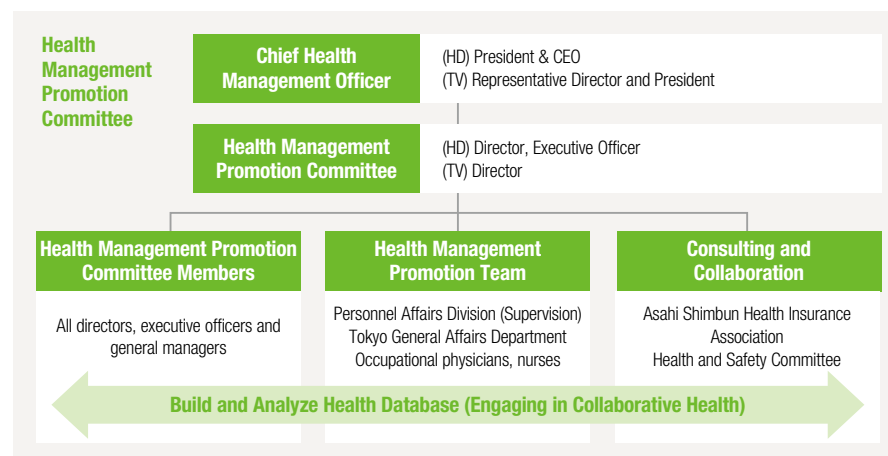 Health
Management
Promotion
Committee
Chief Health
Management Officer
(HD) President & CEO
(TV) Representative Director and President
Health Management
Promotion Committee
(HD) Director, Executive Officer
(TV) Director
Health Management Promotion
Committee Members
All directors, executive officers and
general managers
Health Management
Promotion Team
Personnel Affairs Division (Supervision)
Tokyo General Affairs Department
Occupational physicians, nurses
Consulting and
Collaboration
Asahi Shimbun Health Insurance
Association
Health and Safety Committee
Build and Analyze Health Database (Engaging in Collaborative Health)